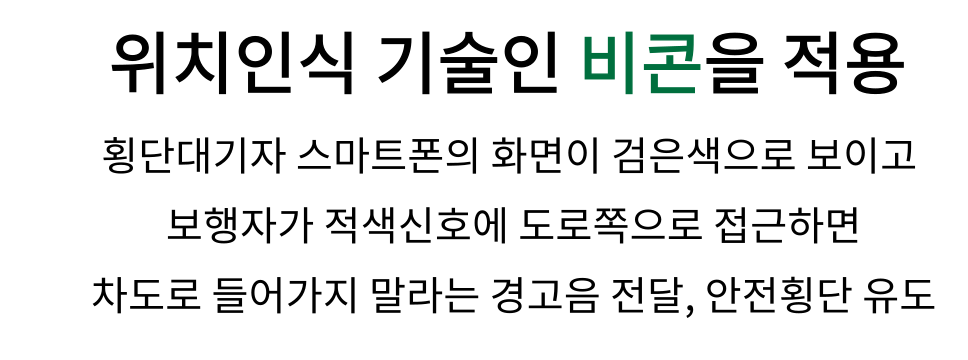 위치인식 기술인 비콘을 적용
횡단대기자 스마트폰의 화면이 검은색으로 보이고
보행자가 적색신호에 도로쪽으로 접근하면
차도로 들어가지 말라는 경고음 전달, 안전횡단 유도